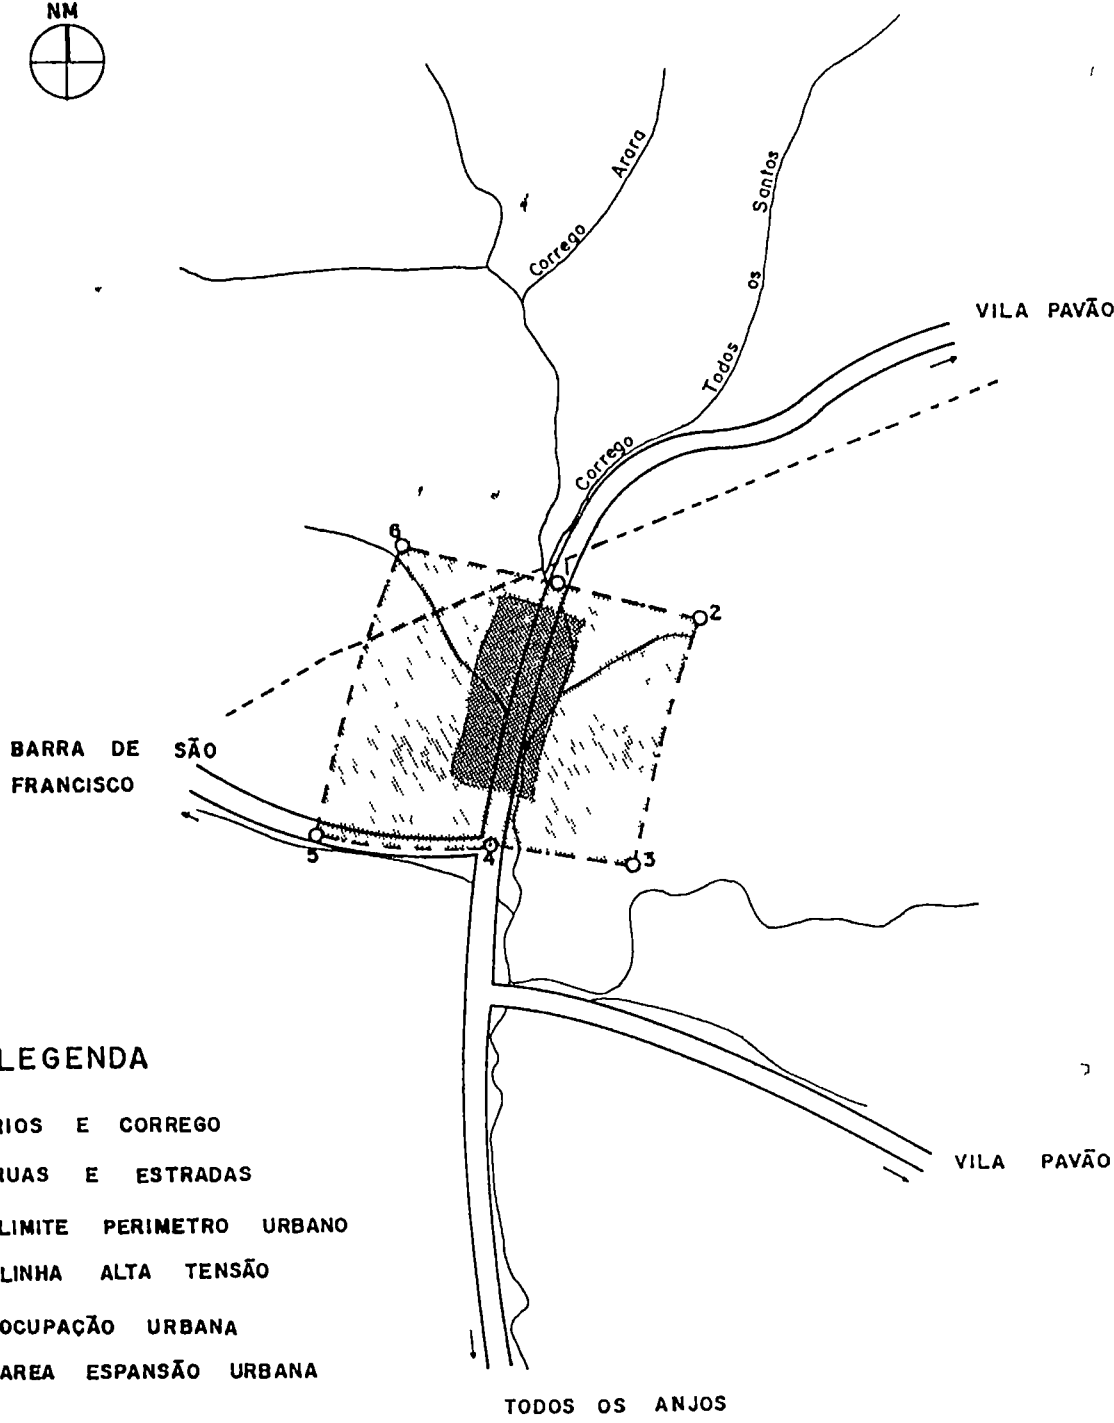 NM
Corrego Arara
Corrego Todos os Santos
VILA PAVÃO
6
1
2
BARRA DE SÃO
FRANCISCO
5
4
3
LEGENDA
RIOS E CORREGO
RUAS E ESTRADAS
LIMITE PERIMETRO URBANO
LINHA ALTA TENSÃO
OCUPAÇÃO URBANA
AREA ESPANSÃO URBANA
VILA PAVÃO
TODOS OS ANJOS